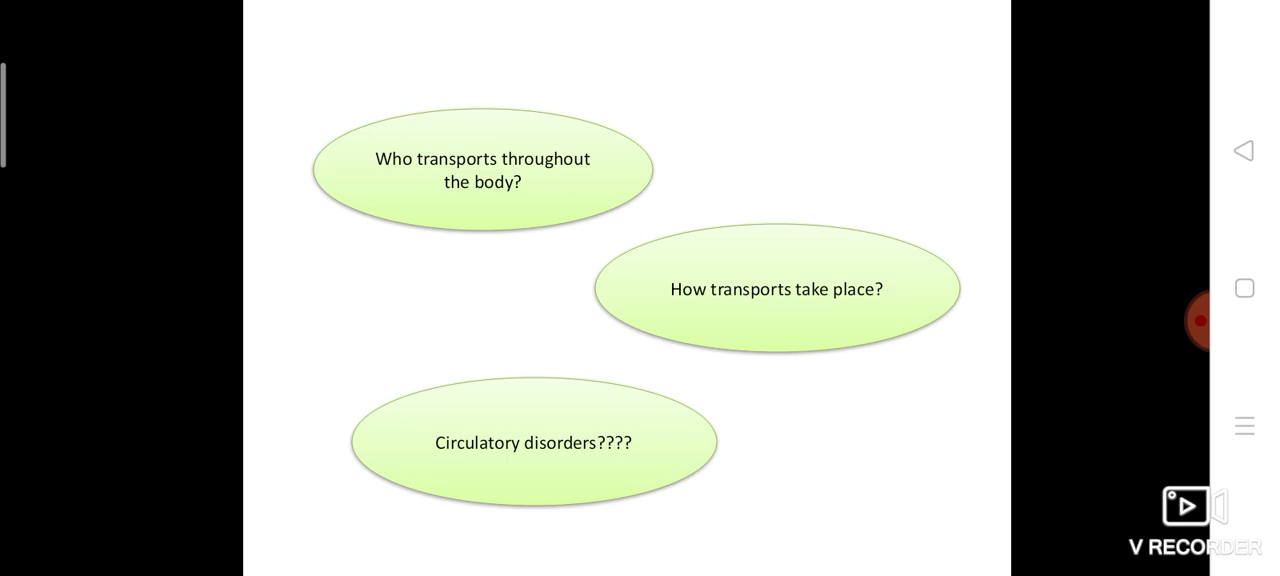 Who transports throughout
the body?
How transports take place?
Circulatory disorders????
V RECORDER